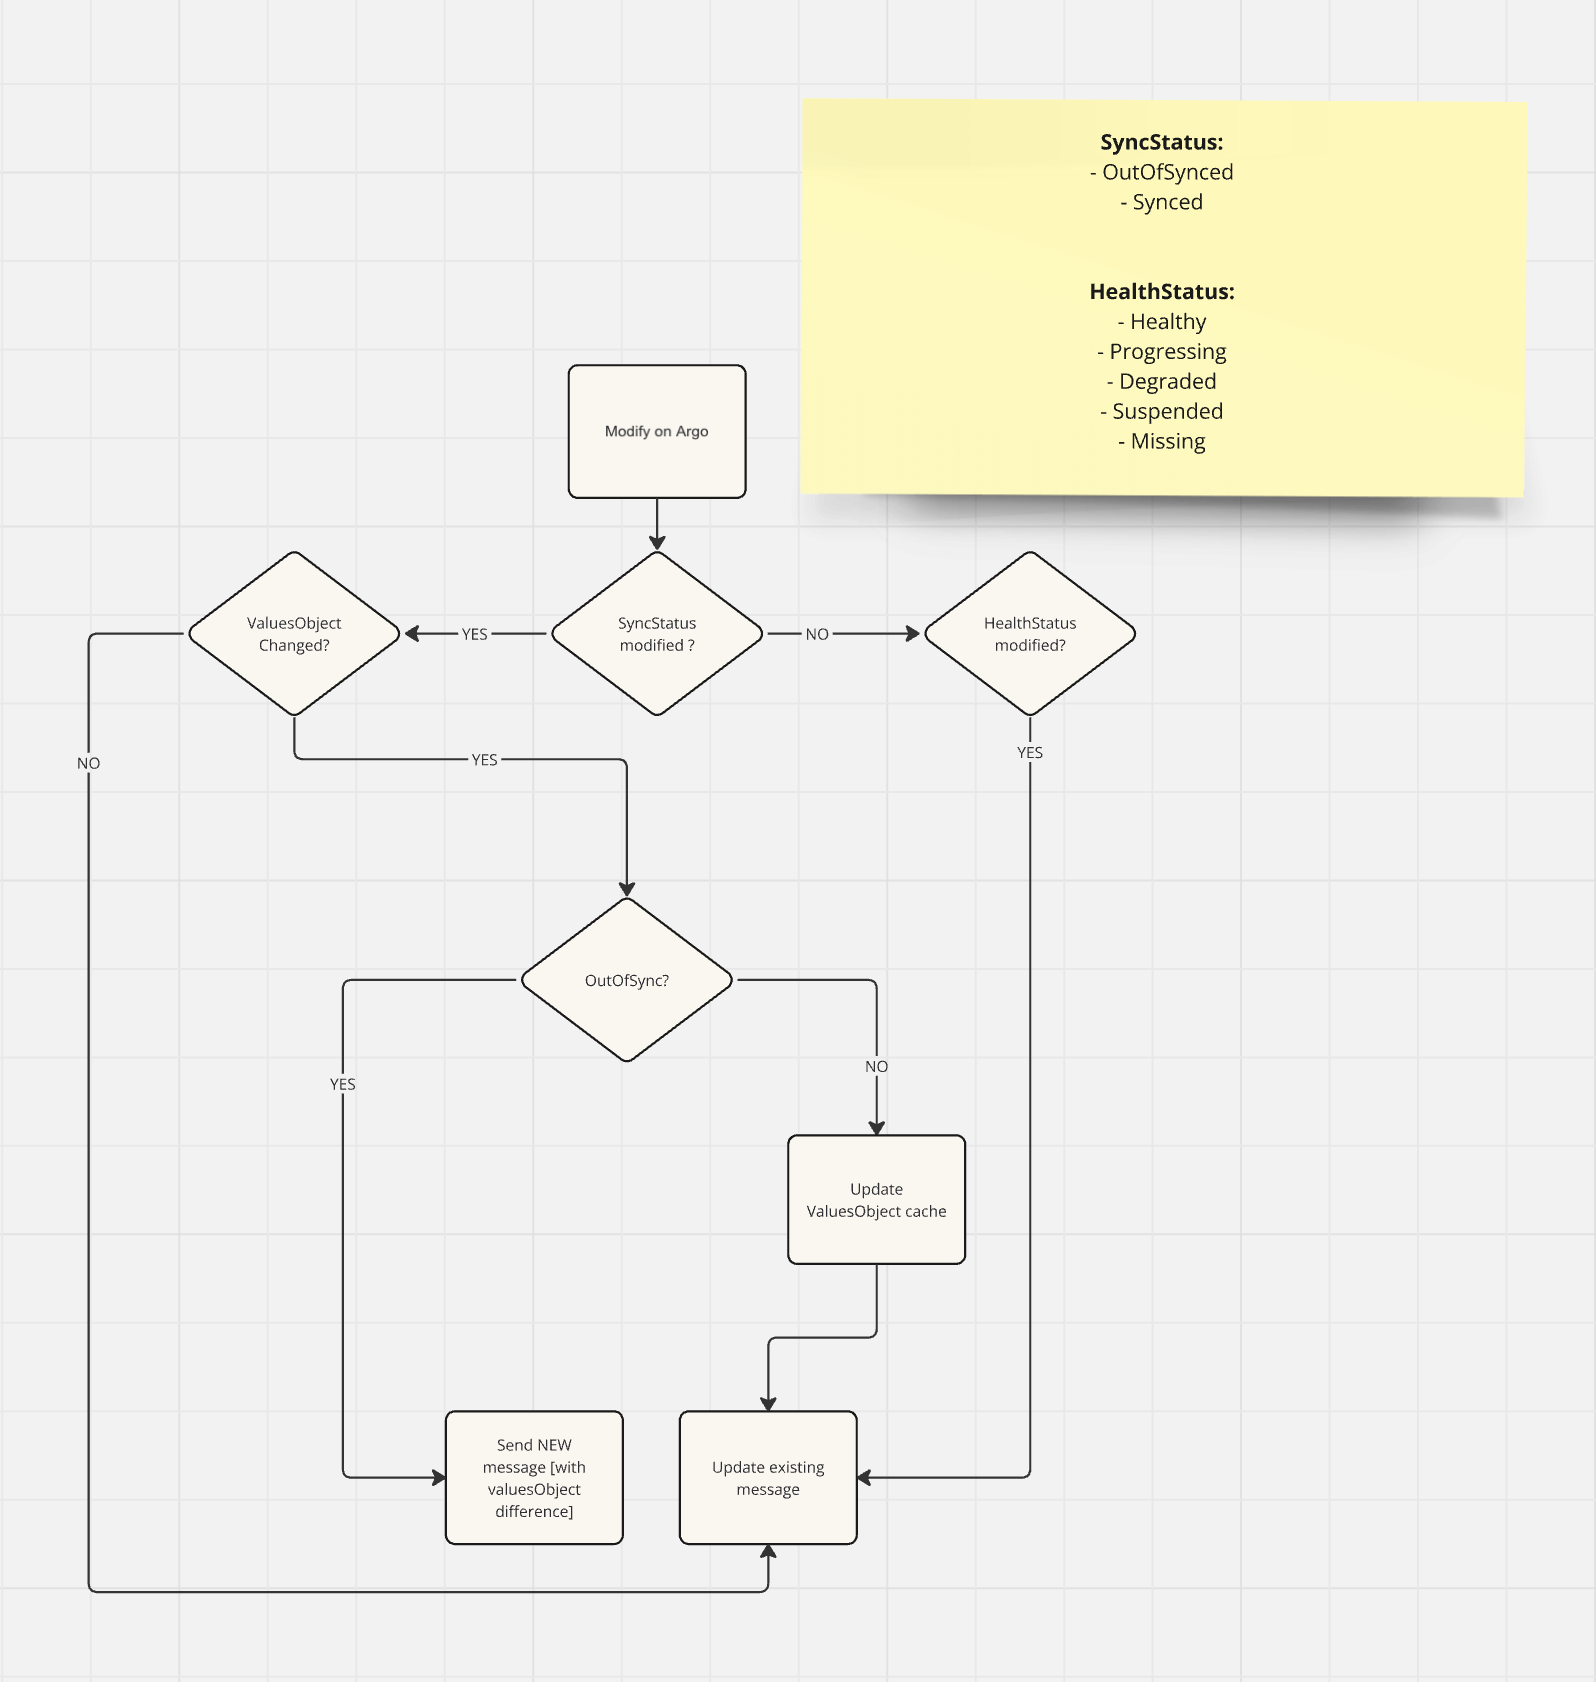 SyncStatus:
- OutOfSynced
- Synced
HealthStatus:
- Healthy
- Progressing
- Degraded
- Suspended
- Missing
Modify on Argo
ValuesObject
Changed?
YES
SyncStatus
modified ?
NO
HealthStatus
modified?
NO
YES
YES
OutOfSync?
YES
NO
Update
ValuesObject cache
Send NEW
message [with
valuesObject
difference]
Update existing
message